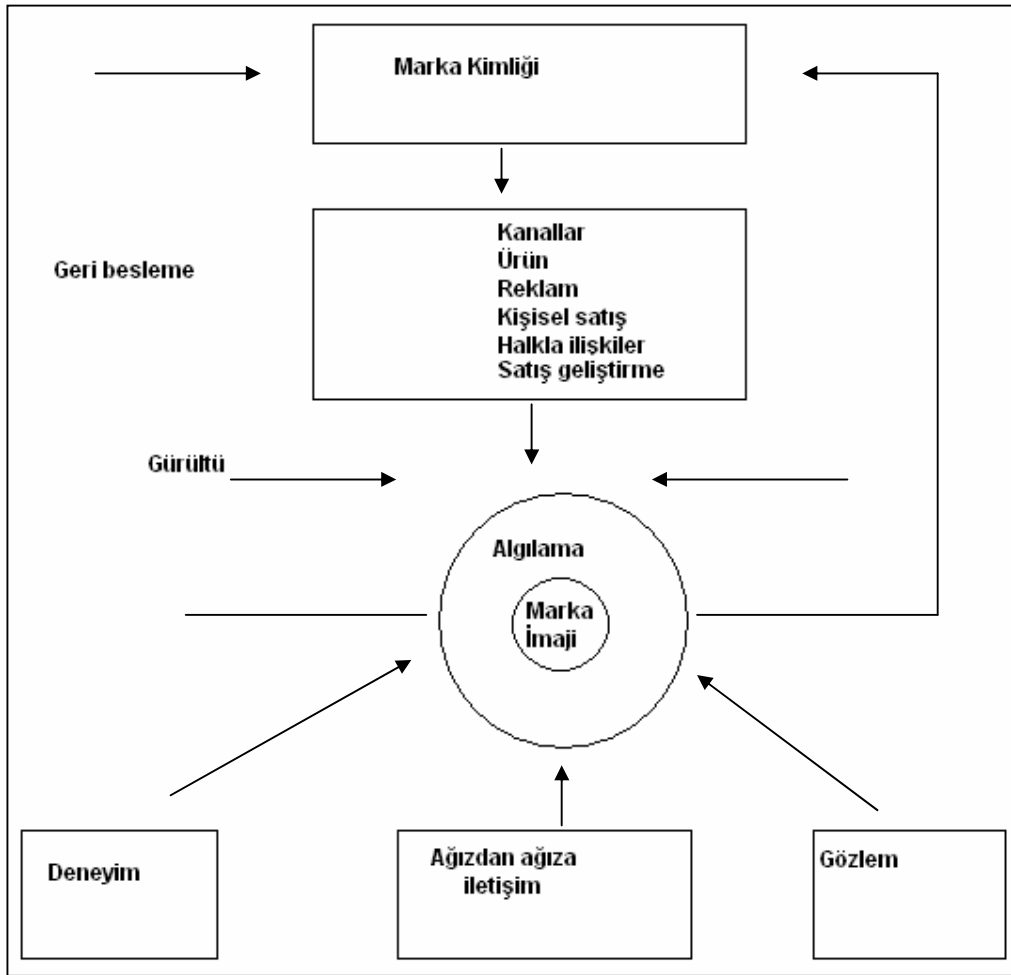 Marka Kimliği
Kanallar
Ürün
Reklam
Kişisel satış
Halkla ilişkiler
Satış geliştirme
Geri besleme
Gürültü
Algılama
Marka
İmaji
Deneyim
Ağızdan ağıza
iletişim
Gözlem